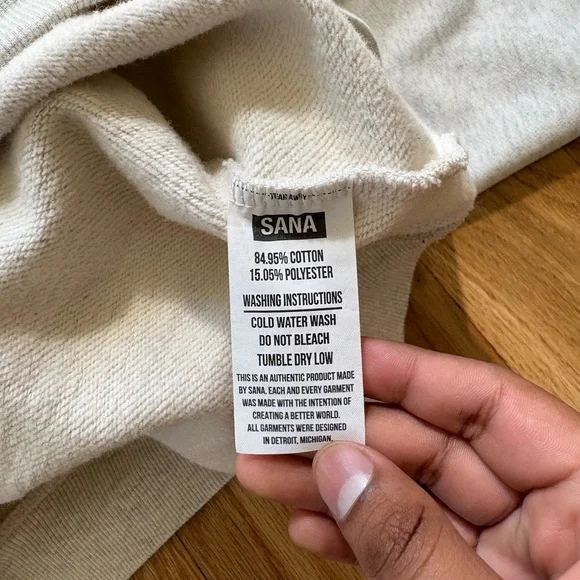 TEAR AWAY
SANA
84.95% COTTON
15.05% POLYESTER
WASHING INSTRUCTIONS
COLD WATER WASH
DO NOT BLEACH
TUMBLE DRY LOW
THIS IS AN AUTHENTIC PRODUCT MADE
BY SANA, EACH AND EVERY GARMENT
WAS MADE WITH THE INTENTION OF
CREATING A BETTER WORLD.
ALL GARMENTS WERE DESIGNED
IN DETROIT, MICHIGAN.